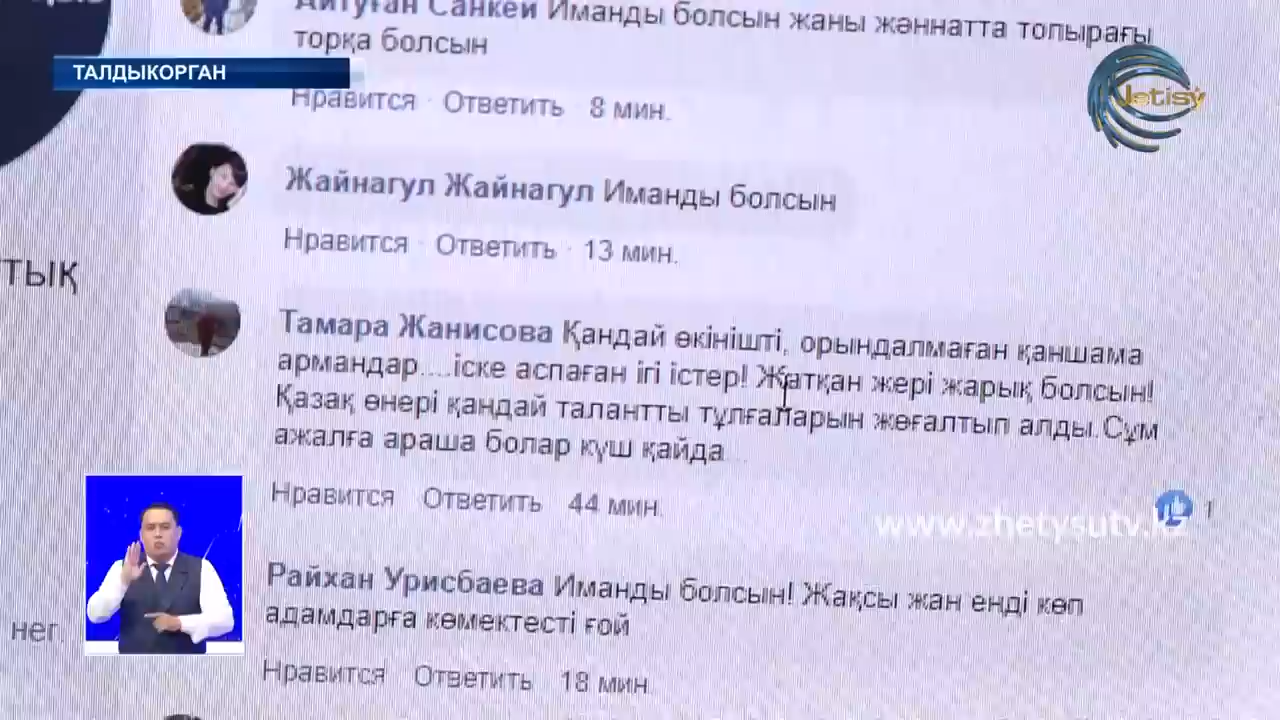 Айтуған Санкей Иманды болсын жаны жәннатта топырағы
торқа болсын
ТАЛДЫКОРГАН
Jetisý
Нравится · Ответить · 8 мин.
Жайнагул Жайнагул Иманды болсын
Нравится · Ответить · 13 мин.
тық
Тамара Жанисова Қандай өкінішті, орындалмаған қаншама
армандар....іске аспаған ігі істер! Жатқан жері жарық болсын!
Қазақ өнері қандай талантты тұлғаларын жоғалтып алды.Сұм
ажалға араша болар күш қайда...
Нравится Ответить 44 мин.
1
www.zhetysutv.kz
Райхан Урисбаева Иманды болсын! Жақсы жан еңді көп
адамдарға көмектесті ғой
нег.
Нравится Ответить 18 мин.